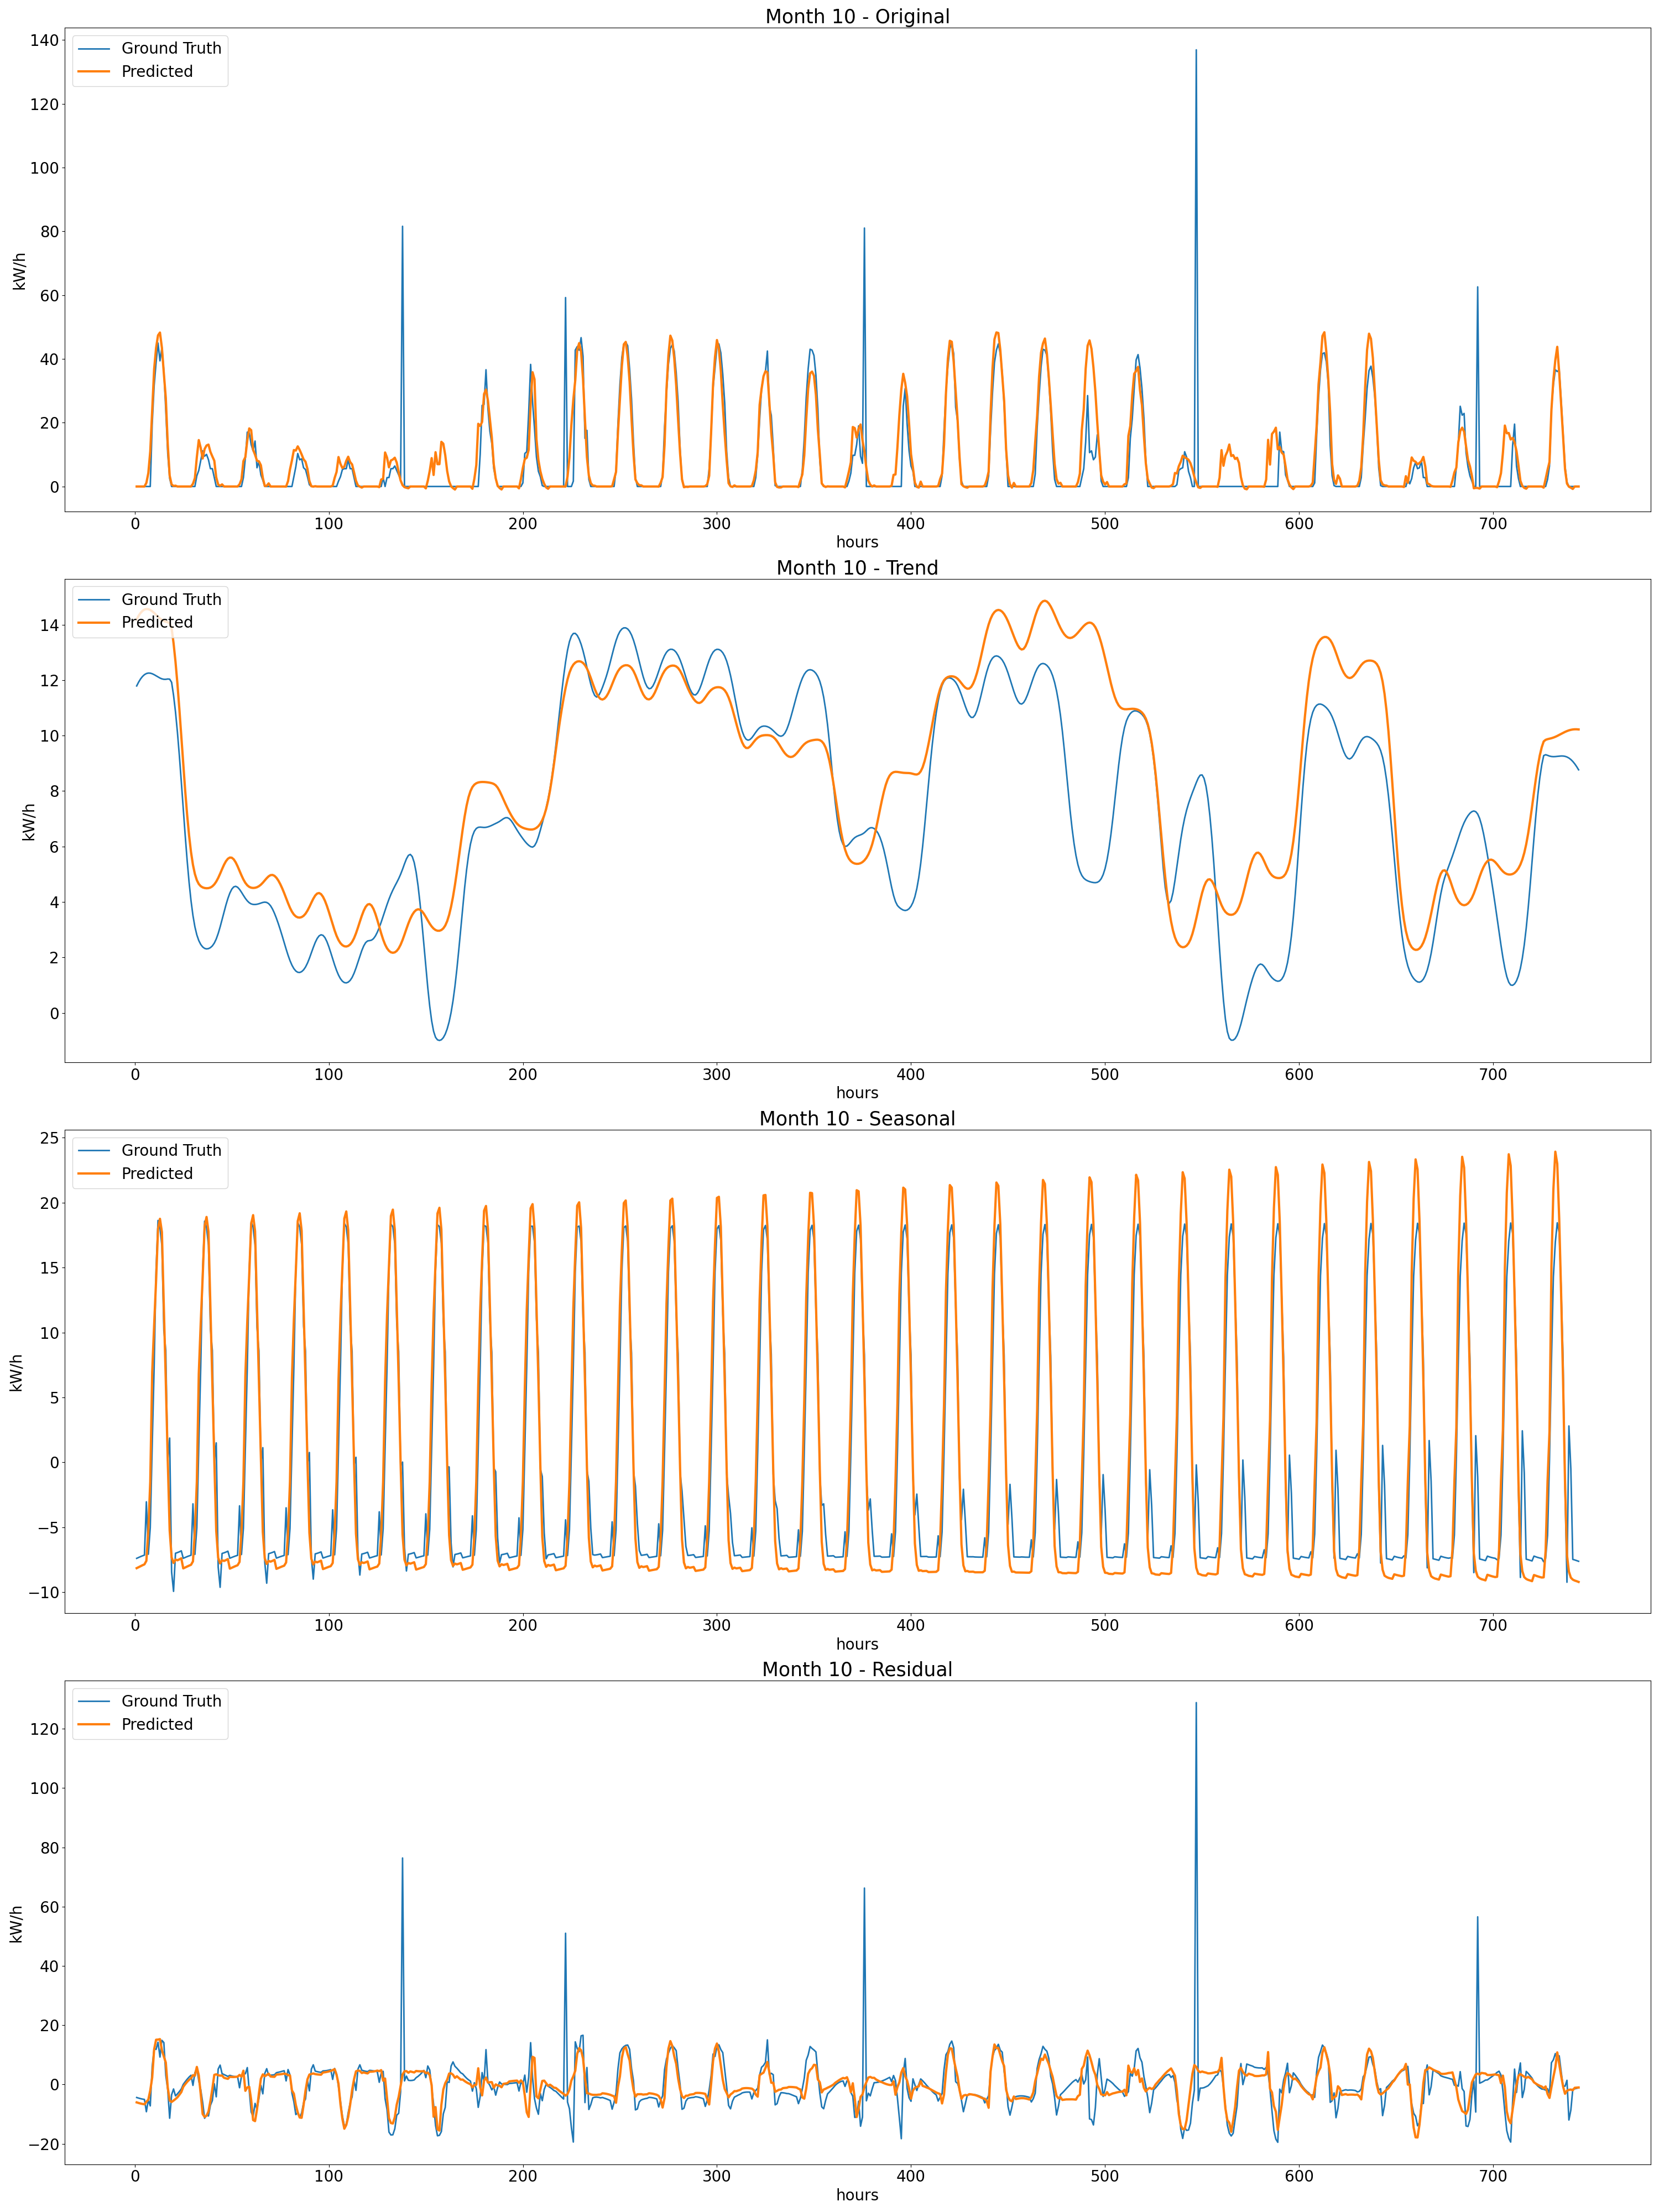 Month 10 - Original
Ground Truth
Predicted
140
120
100
80
60
40
20
0
kW/h
0 100 200 300 400 500 600 700
hours
Month 10 - Trend
Ground Truth
Predicted
14
12
10
8
6
4
2
0
kW/h
0 100 200 300 400 500 600 700
hours
Month 10 - Seasonal
Ground Truth
Predicted
25
20
15
10
5
0
−5
−10
kW/h
0 100 200 300 400 500 600 700
hours
Month 10 - Residual
Ground Truth
Predicted
120
100
80
60
40
20
0
−20
kW/h
0 100 200 300 400 500 600 700
hours